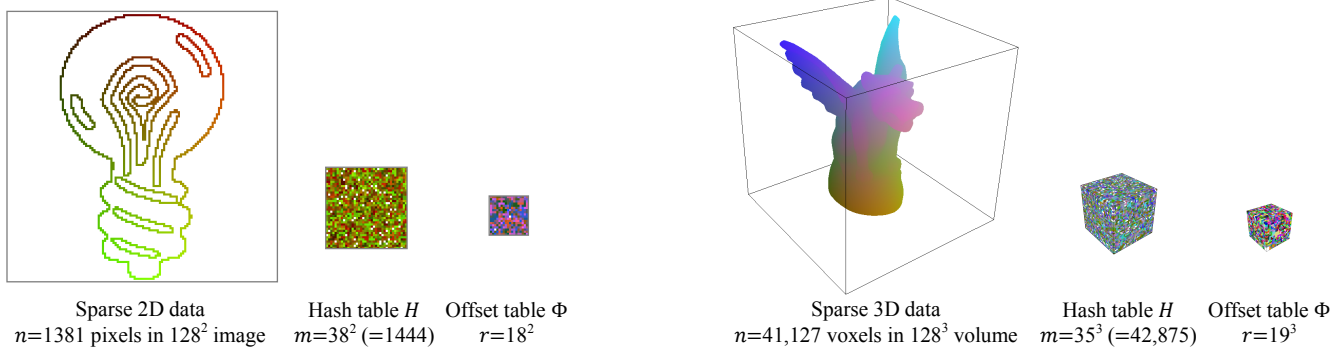 Sparse 2D data
n=1381 pixels in 128² image
Hash table H
m=38² (=1444)
Offset table Φ
r=18²
Sparse 3D data
n=41,127 voxels in 128³ volume
Hash table H
m=35³ (=42,875)
Offset table Φ
r=19³